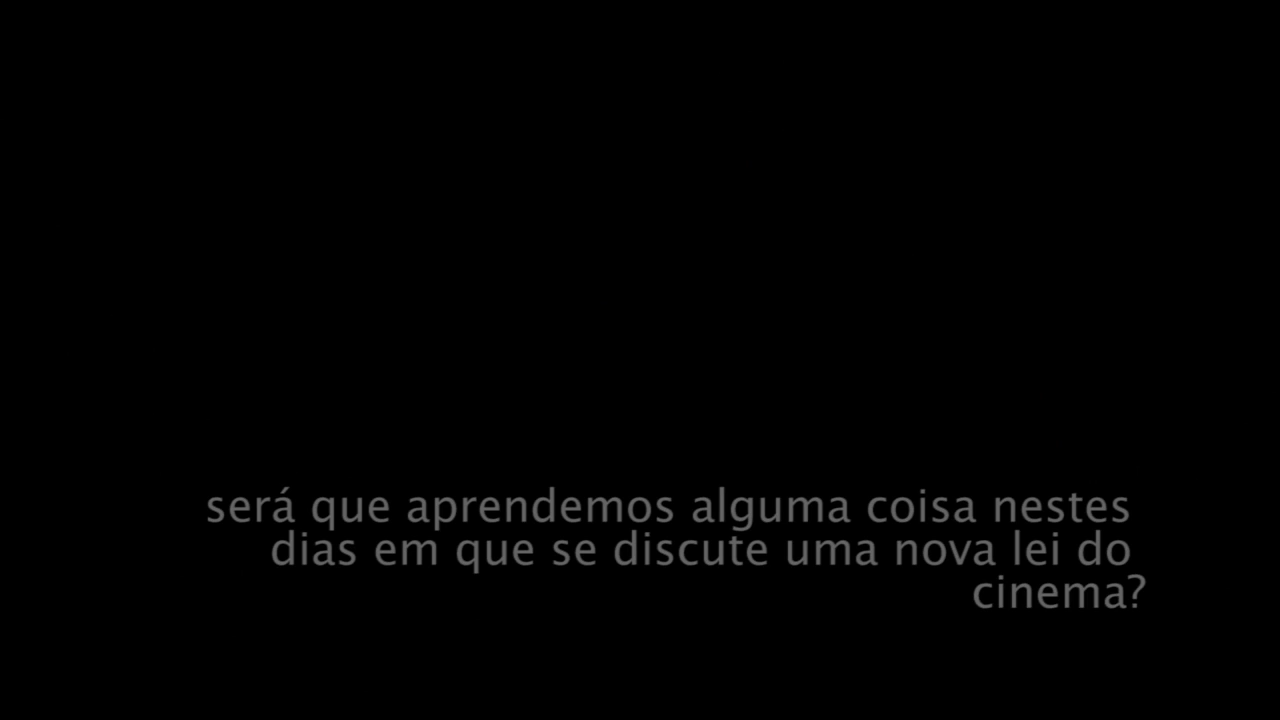 será que aprendemos alguma coisa nestes
dias em que se discute uma nova lei do
cinema?